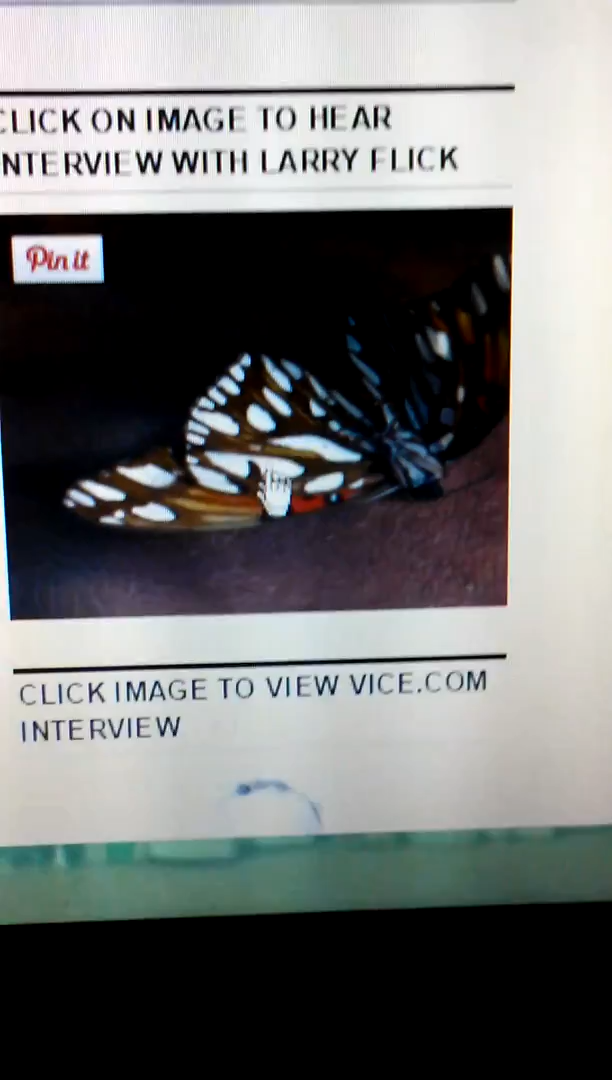 CLICK ON IMAGE TO HEAR
INTERVIEW WITH LARRY FLICK
Pin it
CLICK IMAGE TO VIEW VICE.COM
INTERVIEW